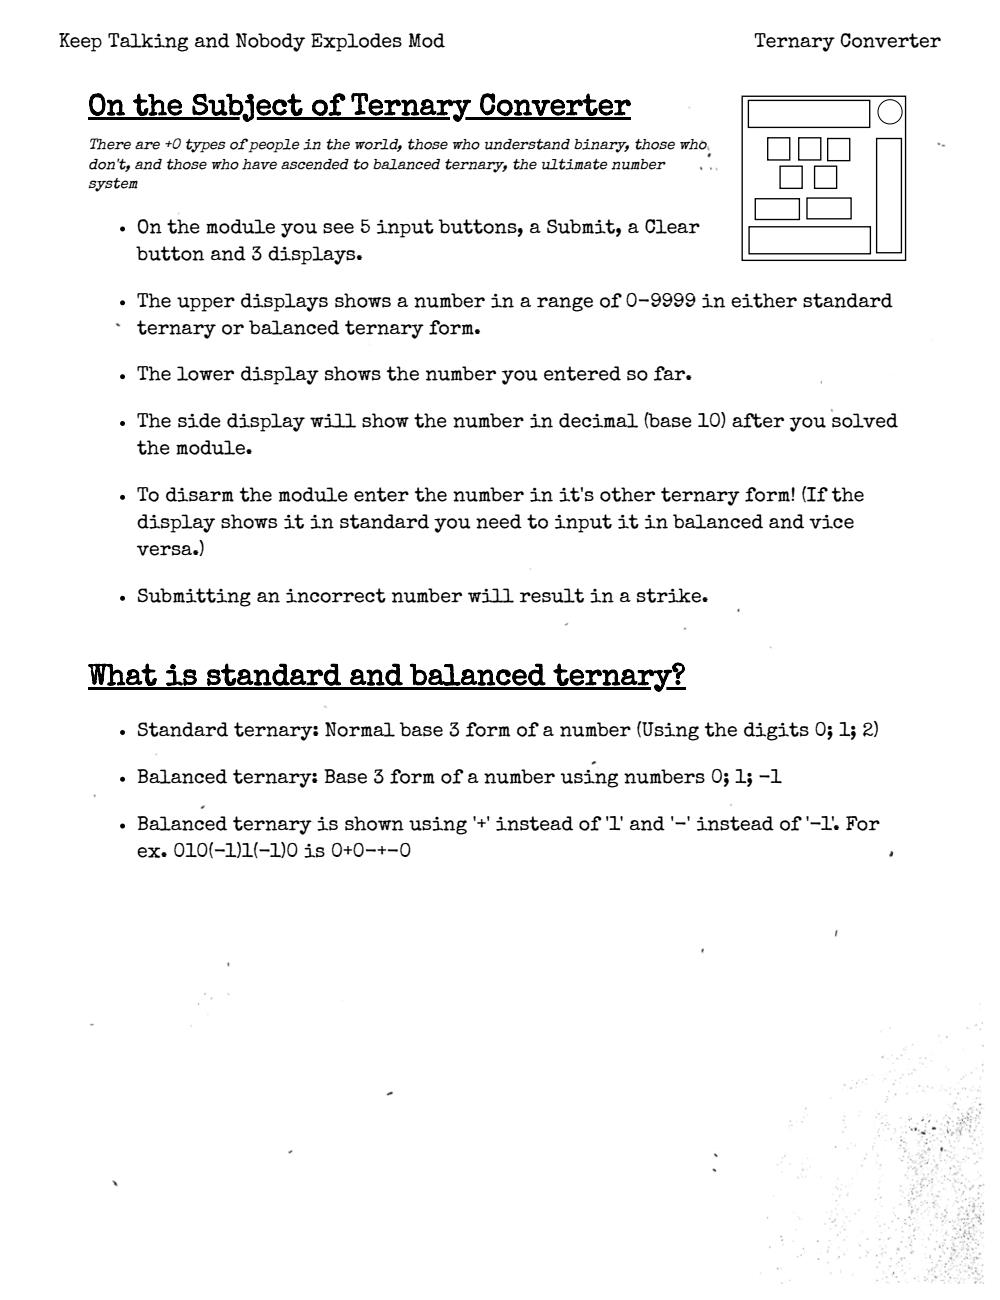 Keep Talking and Nobody Explodes Mod
Ternary Converter
On the Subject of Ternary Converter
There are +0 types of people in the world, those who understand binary, those who
don't, and those who have ascended to balanced ternary, the ultimate number
system
• On the module you see 5 input buttons, a Submit, a Clear
button and 3 displays.
• The upper displays shows a number in a range of 0-9999 in either standard
ternary or balanced ternary form.
• The lower display shows the number you entered so far.
• The side display will show the number in decimal (base 10) after you solved
the module.
• To disarm the module enter the number in it's other ternary form! (If the
display shows it in standard you need to input it in balanced and vice
versa.)
• Submitting an incorrect number will result in a strike.
What is standard and balanced ternary?
• Standard ternary: Normal base 3 form of a number (Using the digits 0; 1; 2)
• Balanced ternary: Base 3 form of a number using numbers 0; 1; -1
• Balanced ternary is shown using '+' instead of '1' and '-' instead of '-1'. For
ex. 010(-1)1(-1)0 is 0+0-+-0